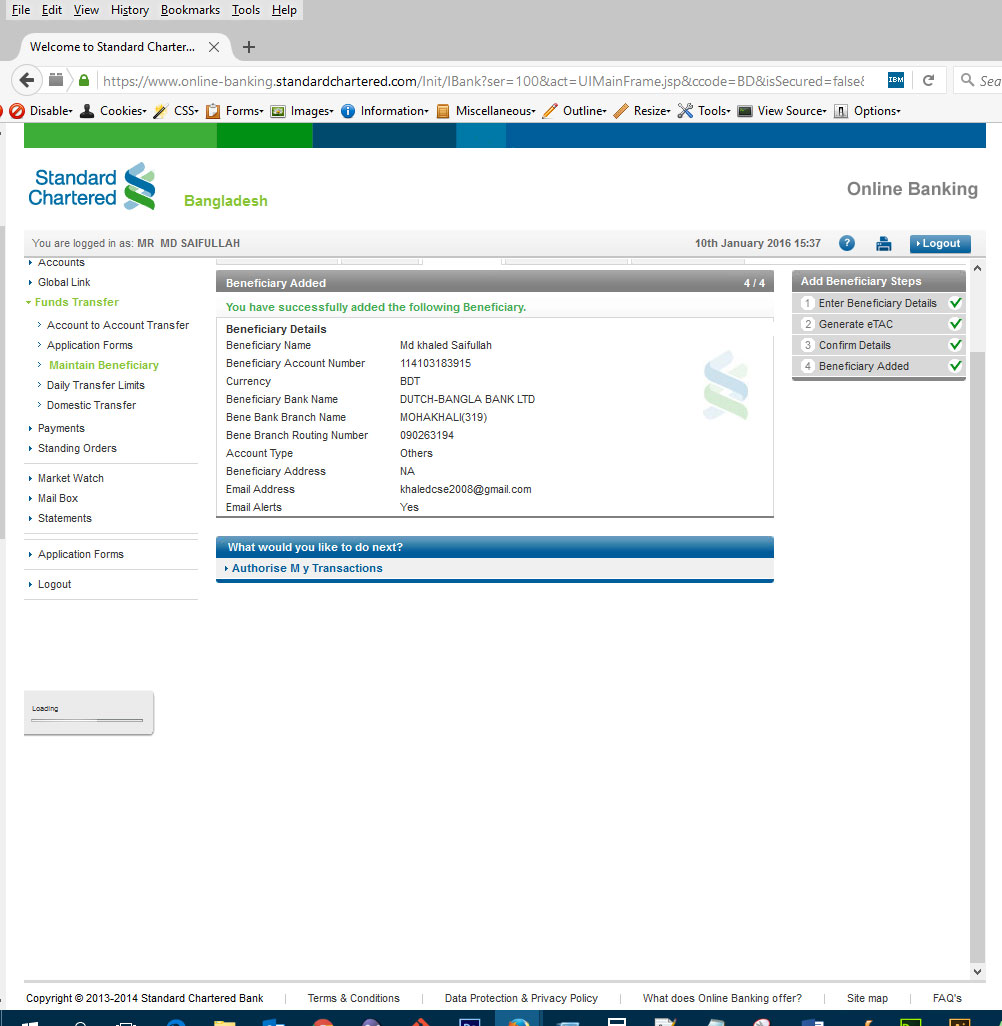 File Edit View History Bookmarks Tools Help
Welcome to Standard Charter...
https://www.online-banking.standardchartered.com/Init/IBank?ser=100&act=UIMainFrame.jsp&ccode=BD&isSecured=false& IBM Sea
Disable Cookies CSS Forms Images Information Miscellaneous Outline Resize Tools View Source Options
Standard
Chartered
Bangladesh
Online Banking
You are logged in as: MR MD SAIFULLAH
10th January 2016 15:37 ? Logout
Accounts
Global Link
Funds Transfer
Account to Account Transfer
Application Forms
Maintain Beneficiary
Daily Transfer Limits
Domestic Transfer
Payments
Standing Orders
Market Watch
Mail Box
Statements
Application Forms
Logout
Loading
Beneficiary Added 4 / 4
You have successfully added the following Beneficiary.
Beneficiary Details
Beneficiary Name Md khaled Saifullah
Beneficiary Account Number 114103183915
Currency BDT
Beneficiary Bank Name DUTCH-BANGLA BANK LTD
Bene Bank Branch Name MOHAKHALI(319)
Bene Branch Routing Number 090263194
Account Type Others
Beneficiary Address NA
Email Address khaledcse2008@gmail.com
Email Alerts Yes
What would you like to do next?
Authorise M y Transactions
Add Beneficiary Steps
1 Enter Beneficiary Details
2 Generate eTAC
3 Confirm Details
4 Beneficiary Added
Copyright © 2013-2014 Standard Chartered Bank | Terms & Conditions | Data Protection & Privacy Policy | What does Online Banking offer? | Site map | FAQ's